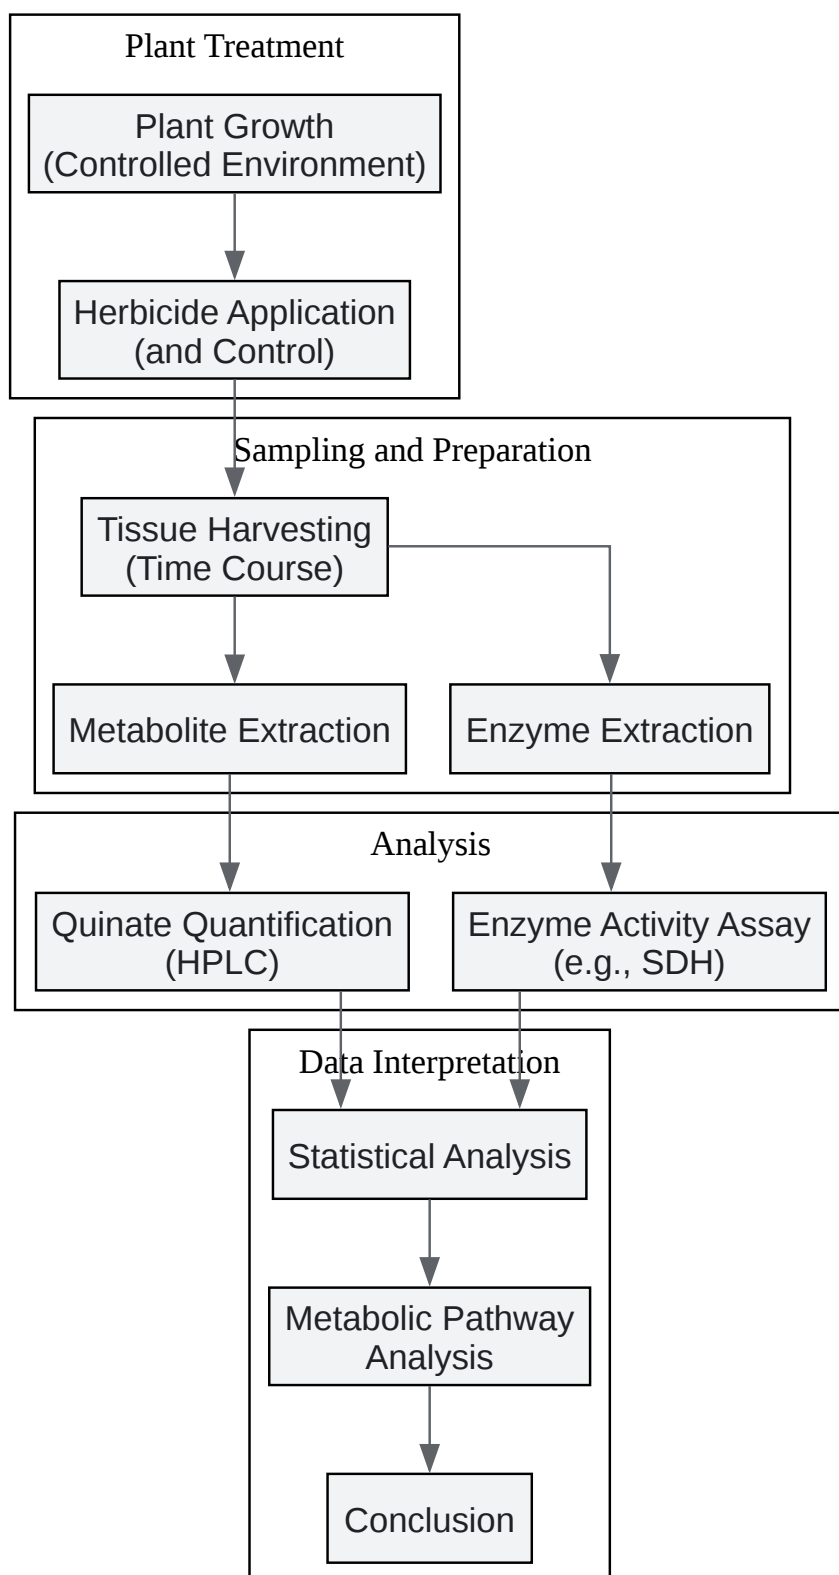 Plant Treatment
Plant Growth
(Controlled Environment)
Herbicide Application
(and Control)
Sampling and Preparation
Tissue Harvesting
(Time Course)
Metabolite Extraction
Enzyme Extraction
Analysis
Quinate Quantification
(HPLC)
Enzyme Activity Assay
(e.g., SDH)
Data Interpretation
Statistical Analysis
Metabolic Pathway
Analysis
Conclusion